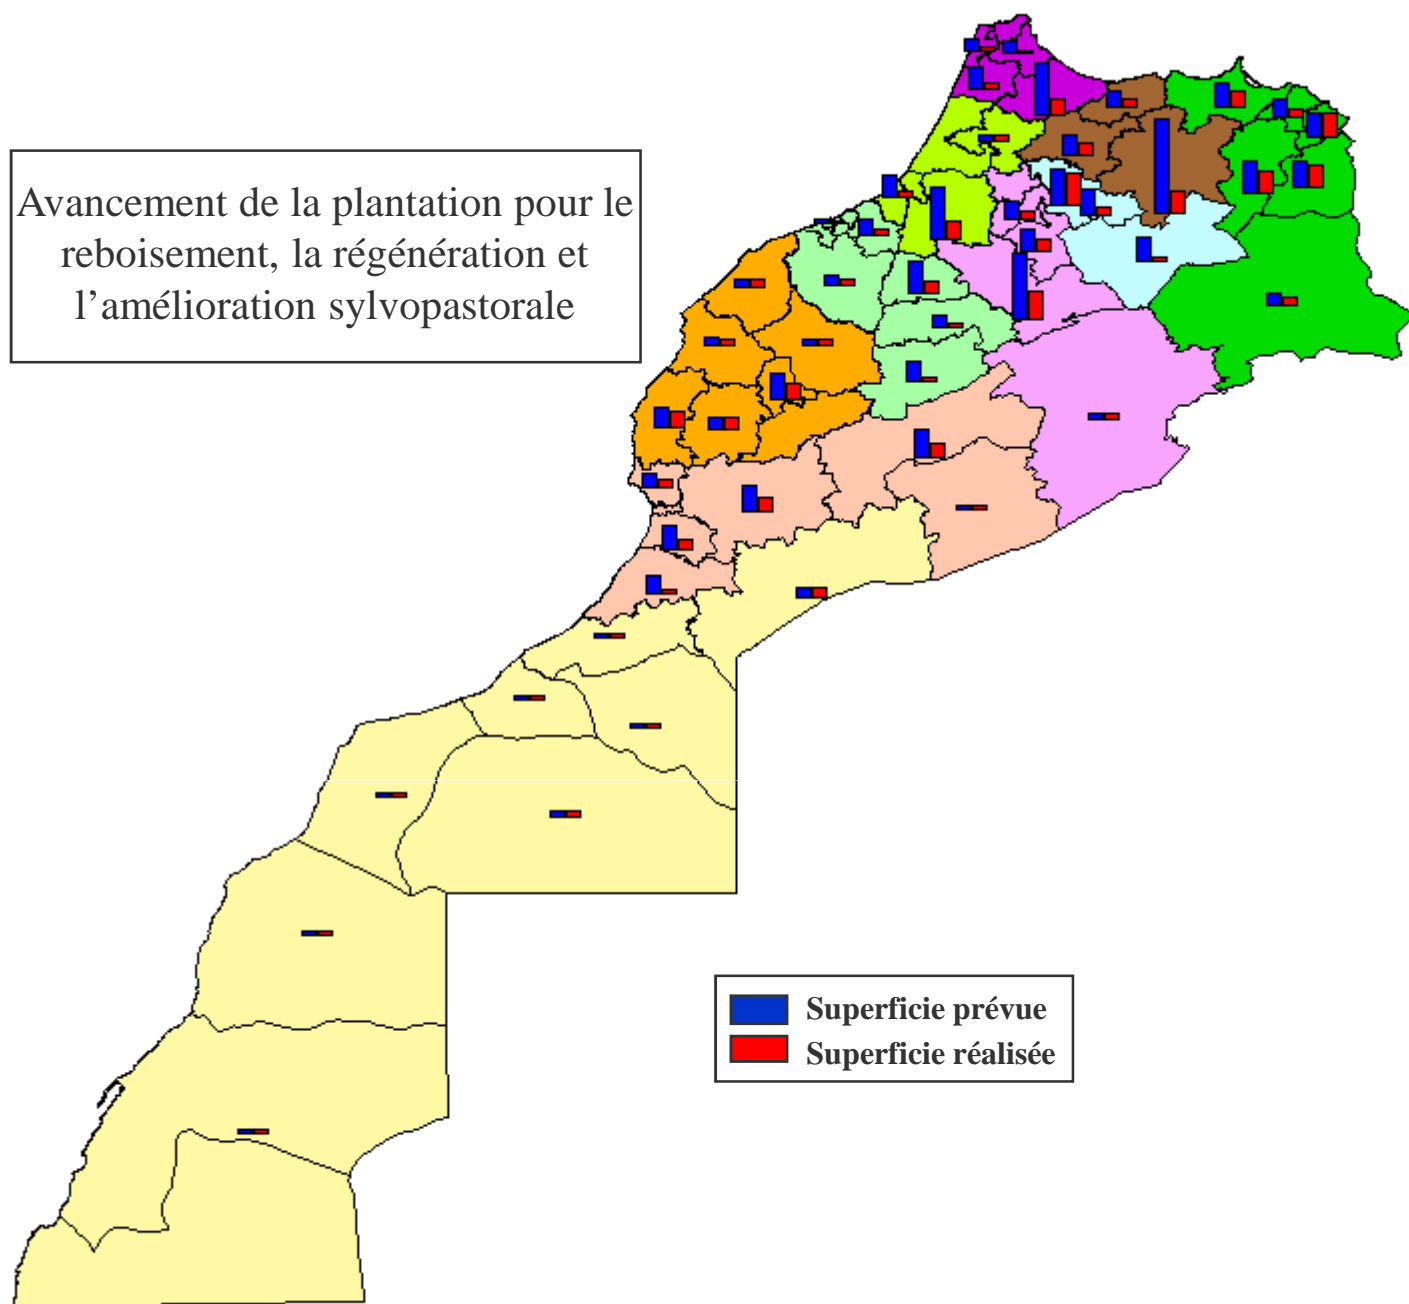 Avancement de la plantation pour le
reboisement, la régénération et
l’amélioration sylvopastorale
Superficie prévue
Superficie réalisée